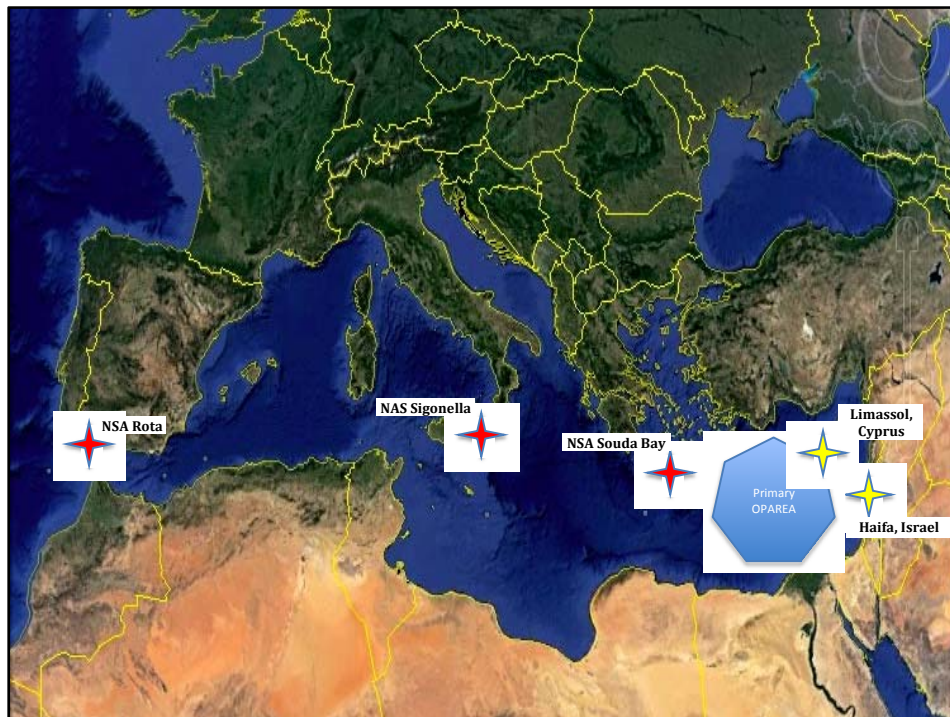 NSA Rota
NAS Sigonella
NSA Souda Bay
Limassol,
Cyprus
Primary
OPAREA
Haifa, Israel